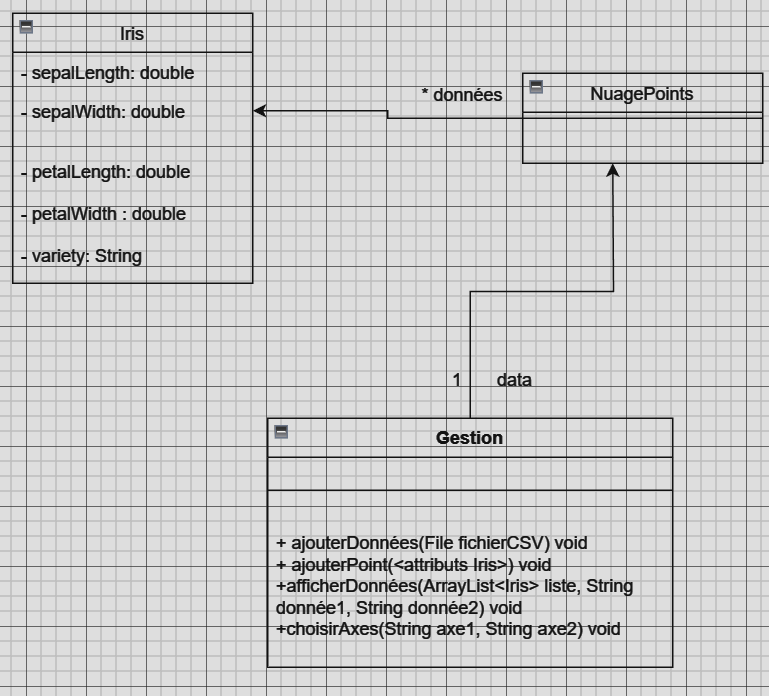 Iris
- sepalLength: double
- sepalWidth: double
- petalLength: double
- petalWidth : double
- variety: String
* données
NuagePoints
1 data
Gestion
+ ajouterDonnées(File fichierCSV) void
+ ajouterPoint(<attributs Iris>) void
+afficherDonnées(ArrayList<Iris> liste, String
donnée1, String donnée2) void
+choisirAxes(String axe1, String axe2) void